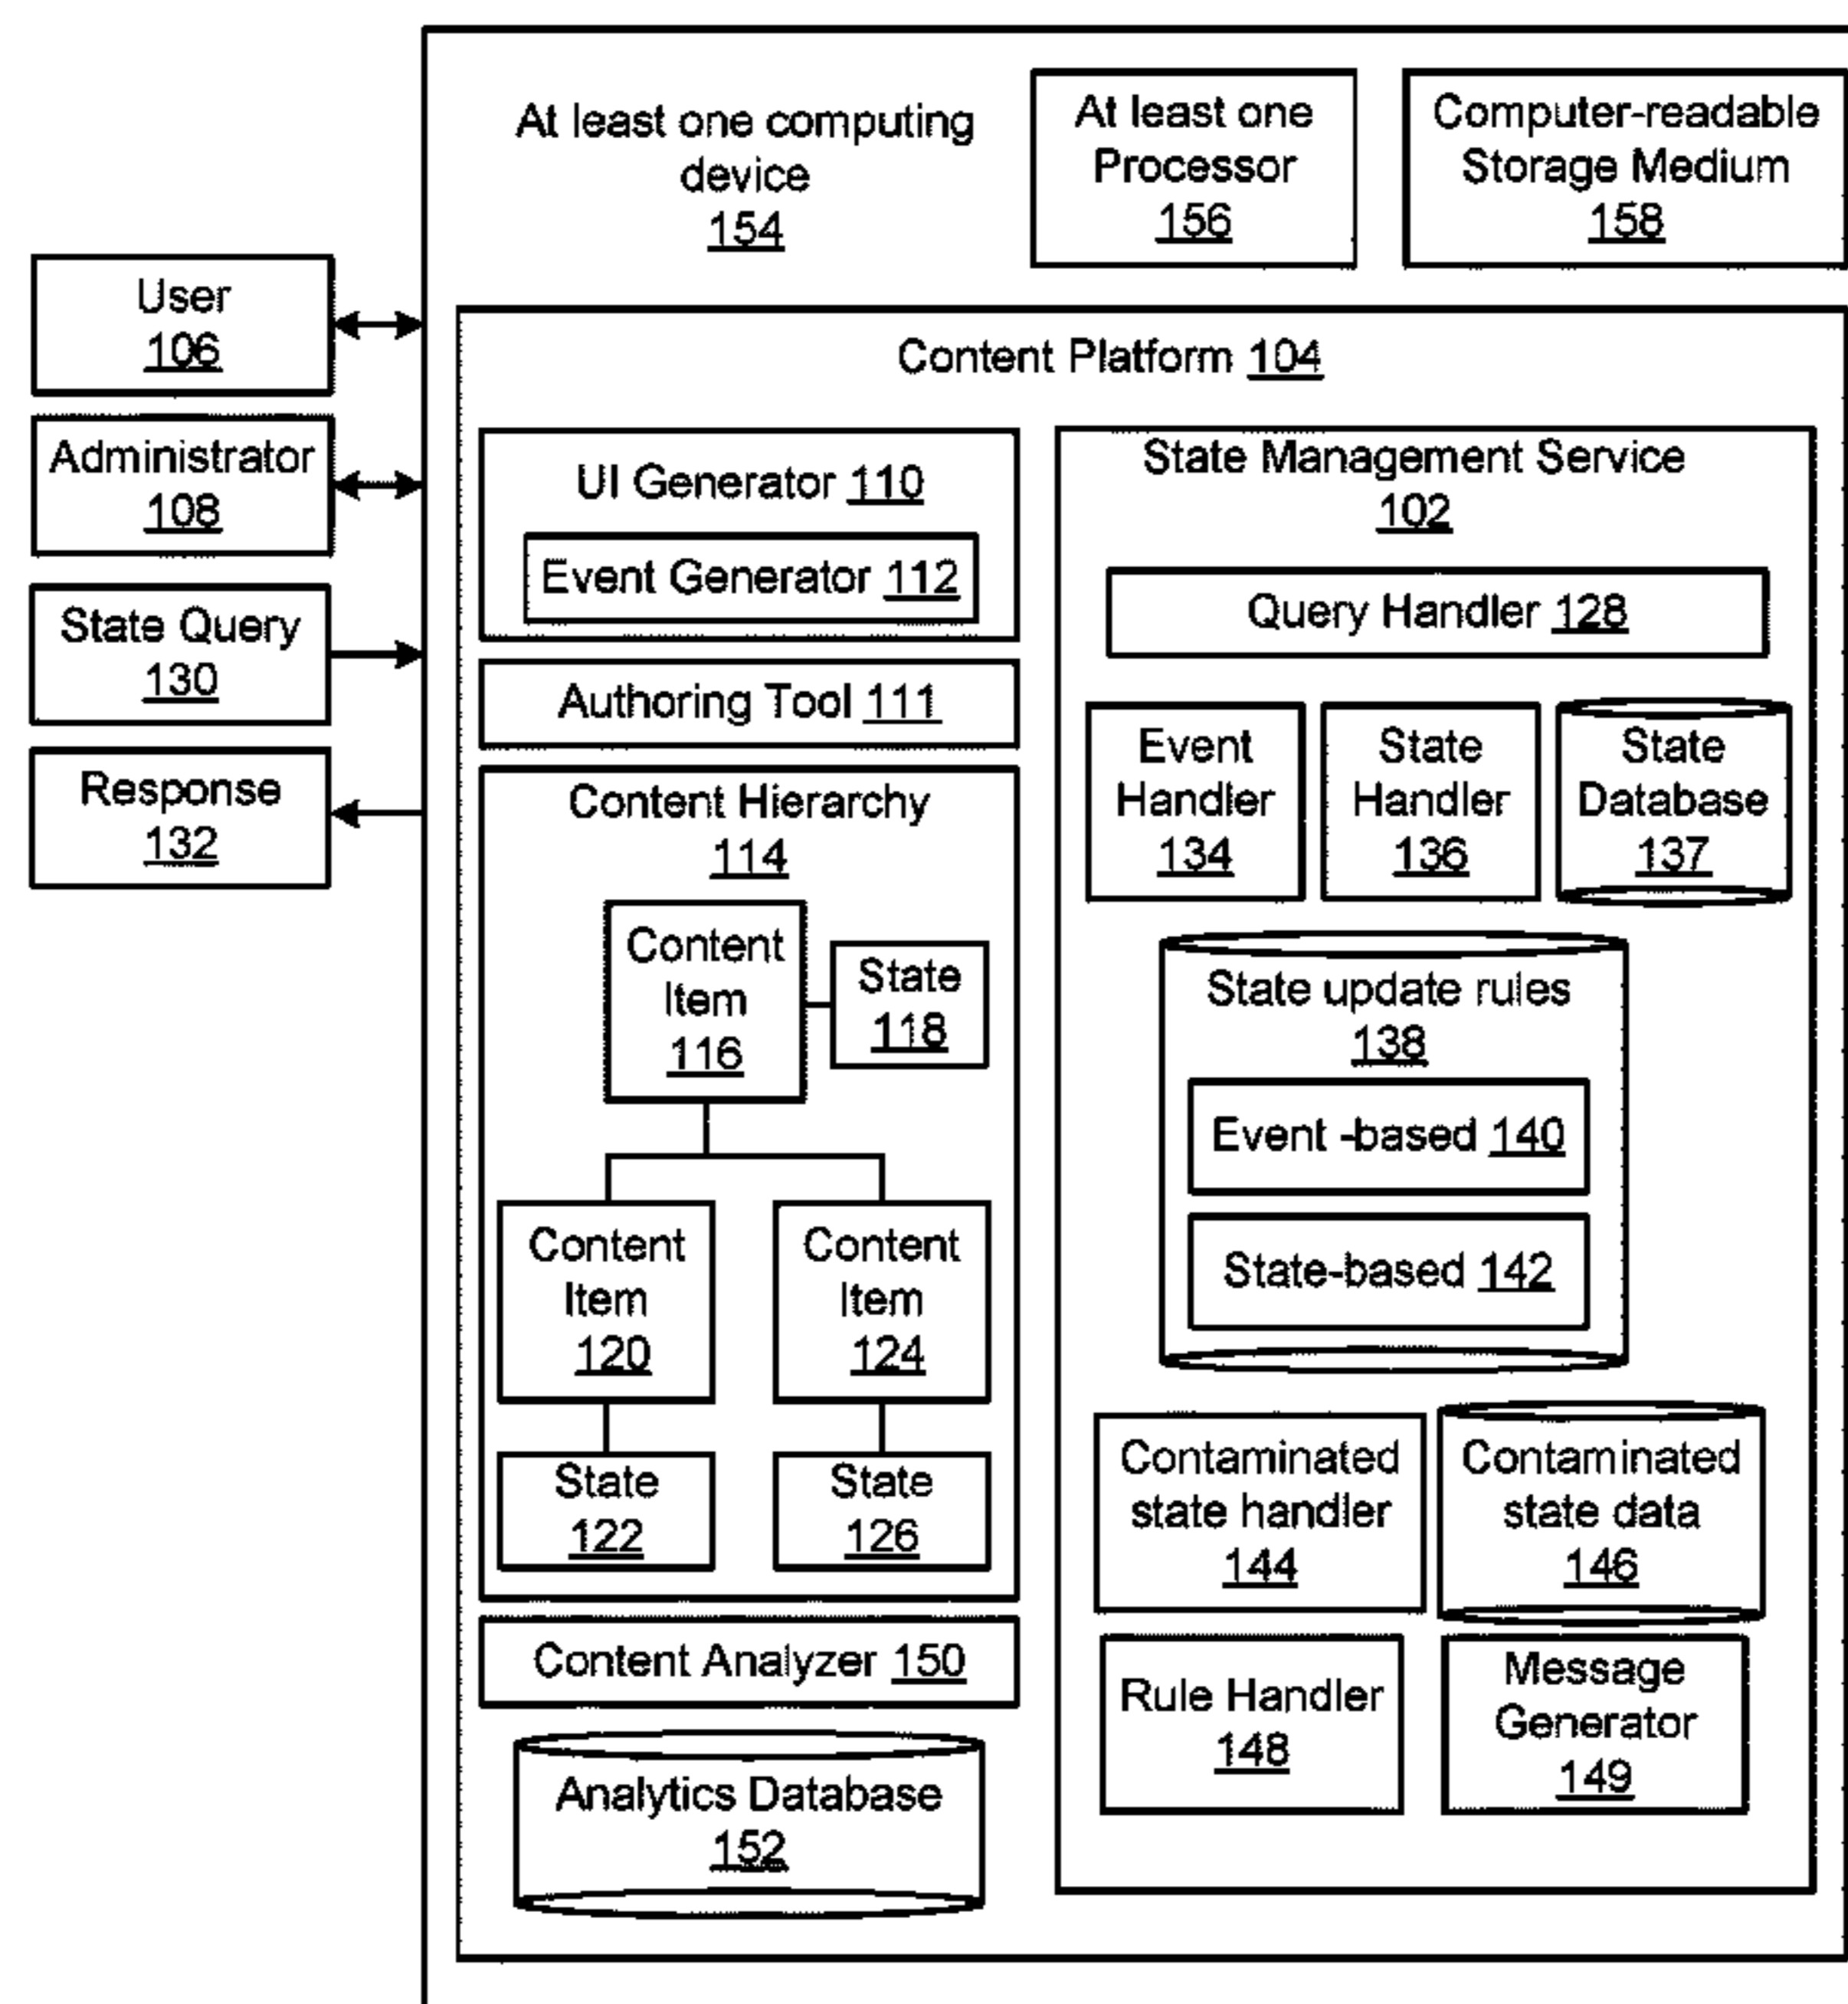 At least one computing
device
154
At least one
Processor
156
Computer-readable
Storage Medium
158
User
106
Administrator
108
State Query
130
Response
132
Content Platform 104
UI Generator 110
Event Generator 112
Authoring Tool 111
Content Hierarchy
114
Content
Item
116
State
118
Content
Item
120
Content
Item
124
State
122
State
126
Content Analyzer 150
Analytics Database
152
State Management Service
102
Query Handler 128
Event
Handler
134
State
Handler
136
State
Database
137
State update rules
138
Event -based 140
State-based 142
Contaminated
state handler
144
Contaminated
state data
146
Rule Handler
148
Message
Generator
149